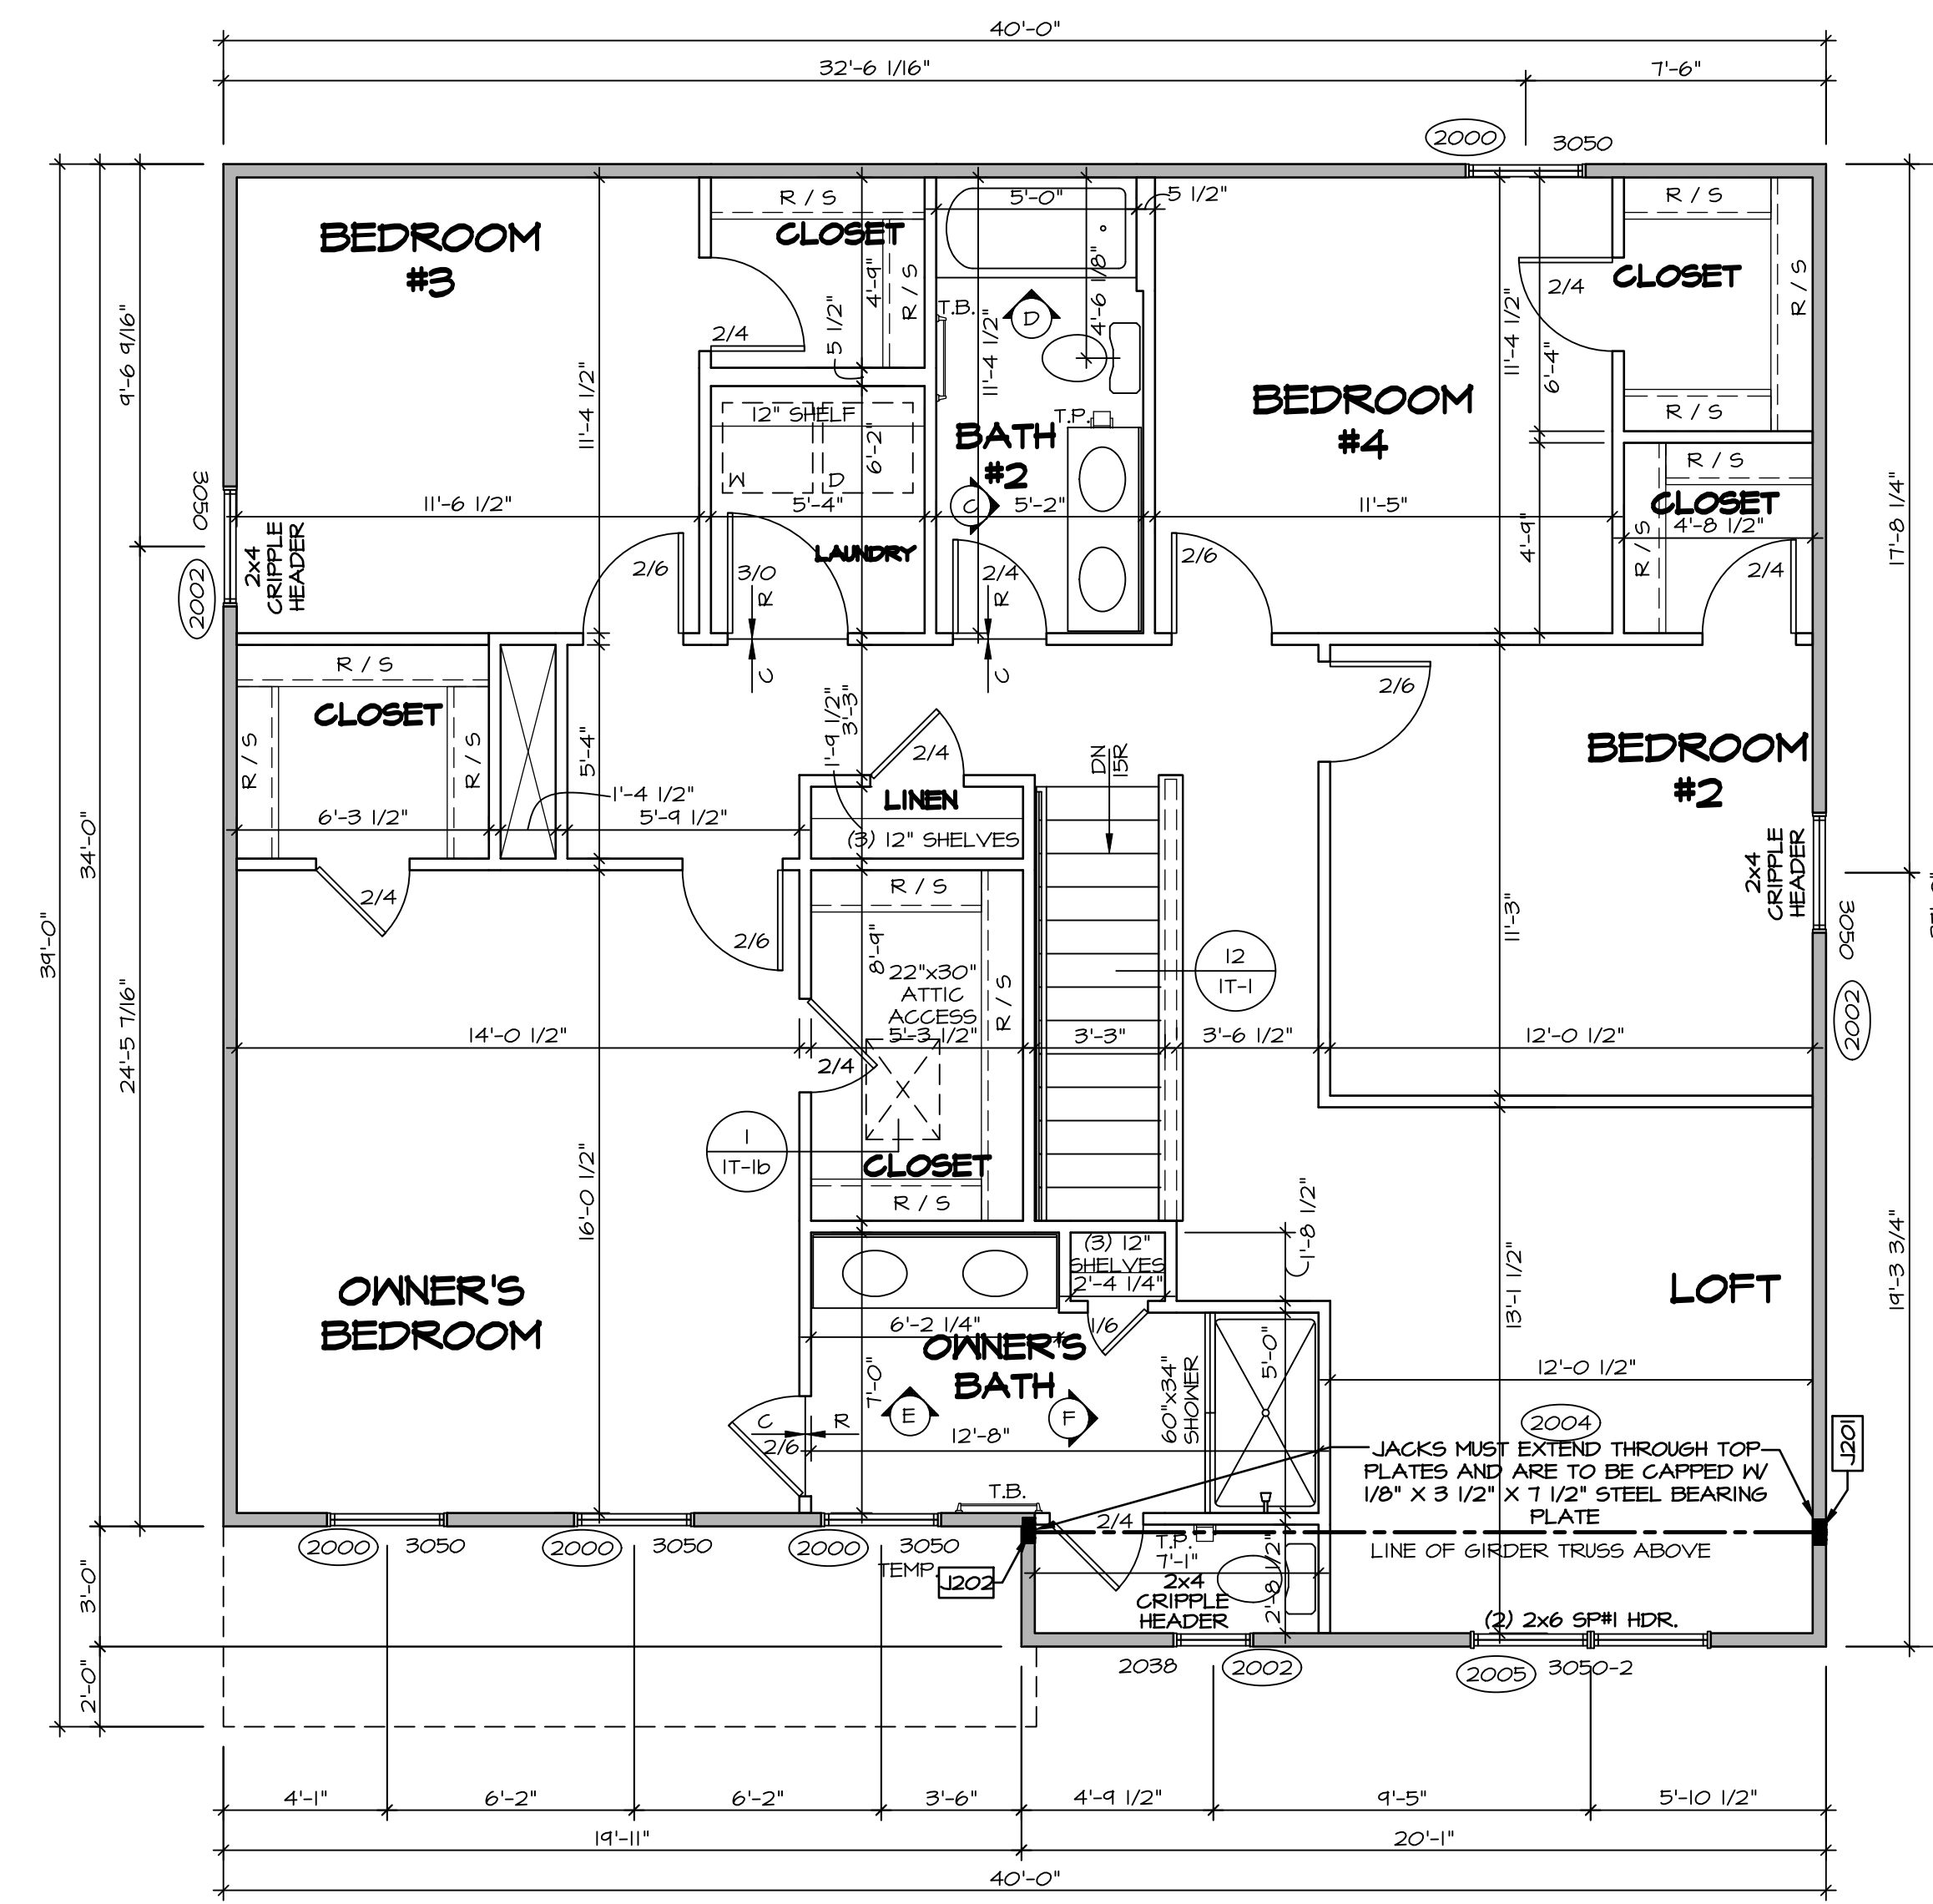 40'-0"
32'-6 1/16"
7'-6"
2000
3050
BEDROOM
#3
R / S
CLOSET
R / S
4'-9"
5 1/2"
2/4
5'-0"
5 1/2"
4'-6 1/8"
T.B.
D
11'-4 1/2"
T.P.
BATH
#2
C
5'-2"
R / S
CLOSET
R / S
2/4
11'-4 1/2"
6'-4"
R / S
BEDROOM
#4
9'-6 9/16"
11'-4 1/2"
12" SHELF
6'-2"
W
D
5'-4"
LAUNDRY
11'-6 1/2"
11'-5"
R / S
CLOSET
4'-8 1/2"
R / S
4'-9"
2/4
17'-8 1/4"
3050
2x4
CRIPPLE
HEADER
2002
2/6
3/0
R
C
2/4
R
C
2/6
R / S
CLOSET
R / S
R / S
6'-3 1/2"
1'-4 1/2"
5'-4"
5'-9 1/2"
1'-9 1/2"
3'-3"
2/4
LINEN
(3) 12" SHELVES
DN
15R
2/6
BEDROOM
#2
2x4
CRIPPLE
HEADER
3050
2002
34'-0"
39'-0"
24'-5 7/16"
2/4
2/6
R / S
8'-9"
22"x30"
ATTIC
ACCESS
R / S
12
1T-1
11'-3"
14'-0 1/2"
5'-3 1/2"
3'-3"
3'-6 1/2"
12'-0 1/2"
2/4
1
1T-1b
CLOSET
R / S
16'-0 1/2"
OWNER'S
BEDROOM
(3) 12"
SHELVES
2'-4 1/4"
1'-8 1/2"
13'-1 1/2"
LOFT
19'-3 3/4"
6'-2 1/4"
1/6
OWNER'S
BATH
7'-0"
5'-0"
60"x34"
SHOWER
12'-0 1/2"
C
R
2/6
E
F
12'-8"
2004
JACKS MUST EXTEND THROUGH TOP
PLATES AND ARE TO BE CAPPED W/
1/8" X 3 1/2" X 7 1/2" STEEL BEARING
PLATE
J201
T.B.
2/4
LINE OF GIRDER TRUSS ABOVE
2000
3050
2000
3050
2000
3050
TEMP.
J202
T.P.
7'-1"
2x4
CRIPPLE
HEADER
2'-8 1/2"
(2) 2x6 SP#1 HDR.
3'-0"
2'-0"
2038
2002
2005
3050-2
4'-1"
6'-2"
6'-2"
3'-6"
4'-9 1/2"
9'-5"
5'-10 1/2"
19'-11"
20'-1"
40'-0"